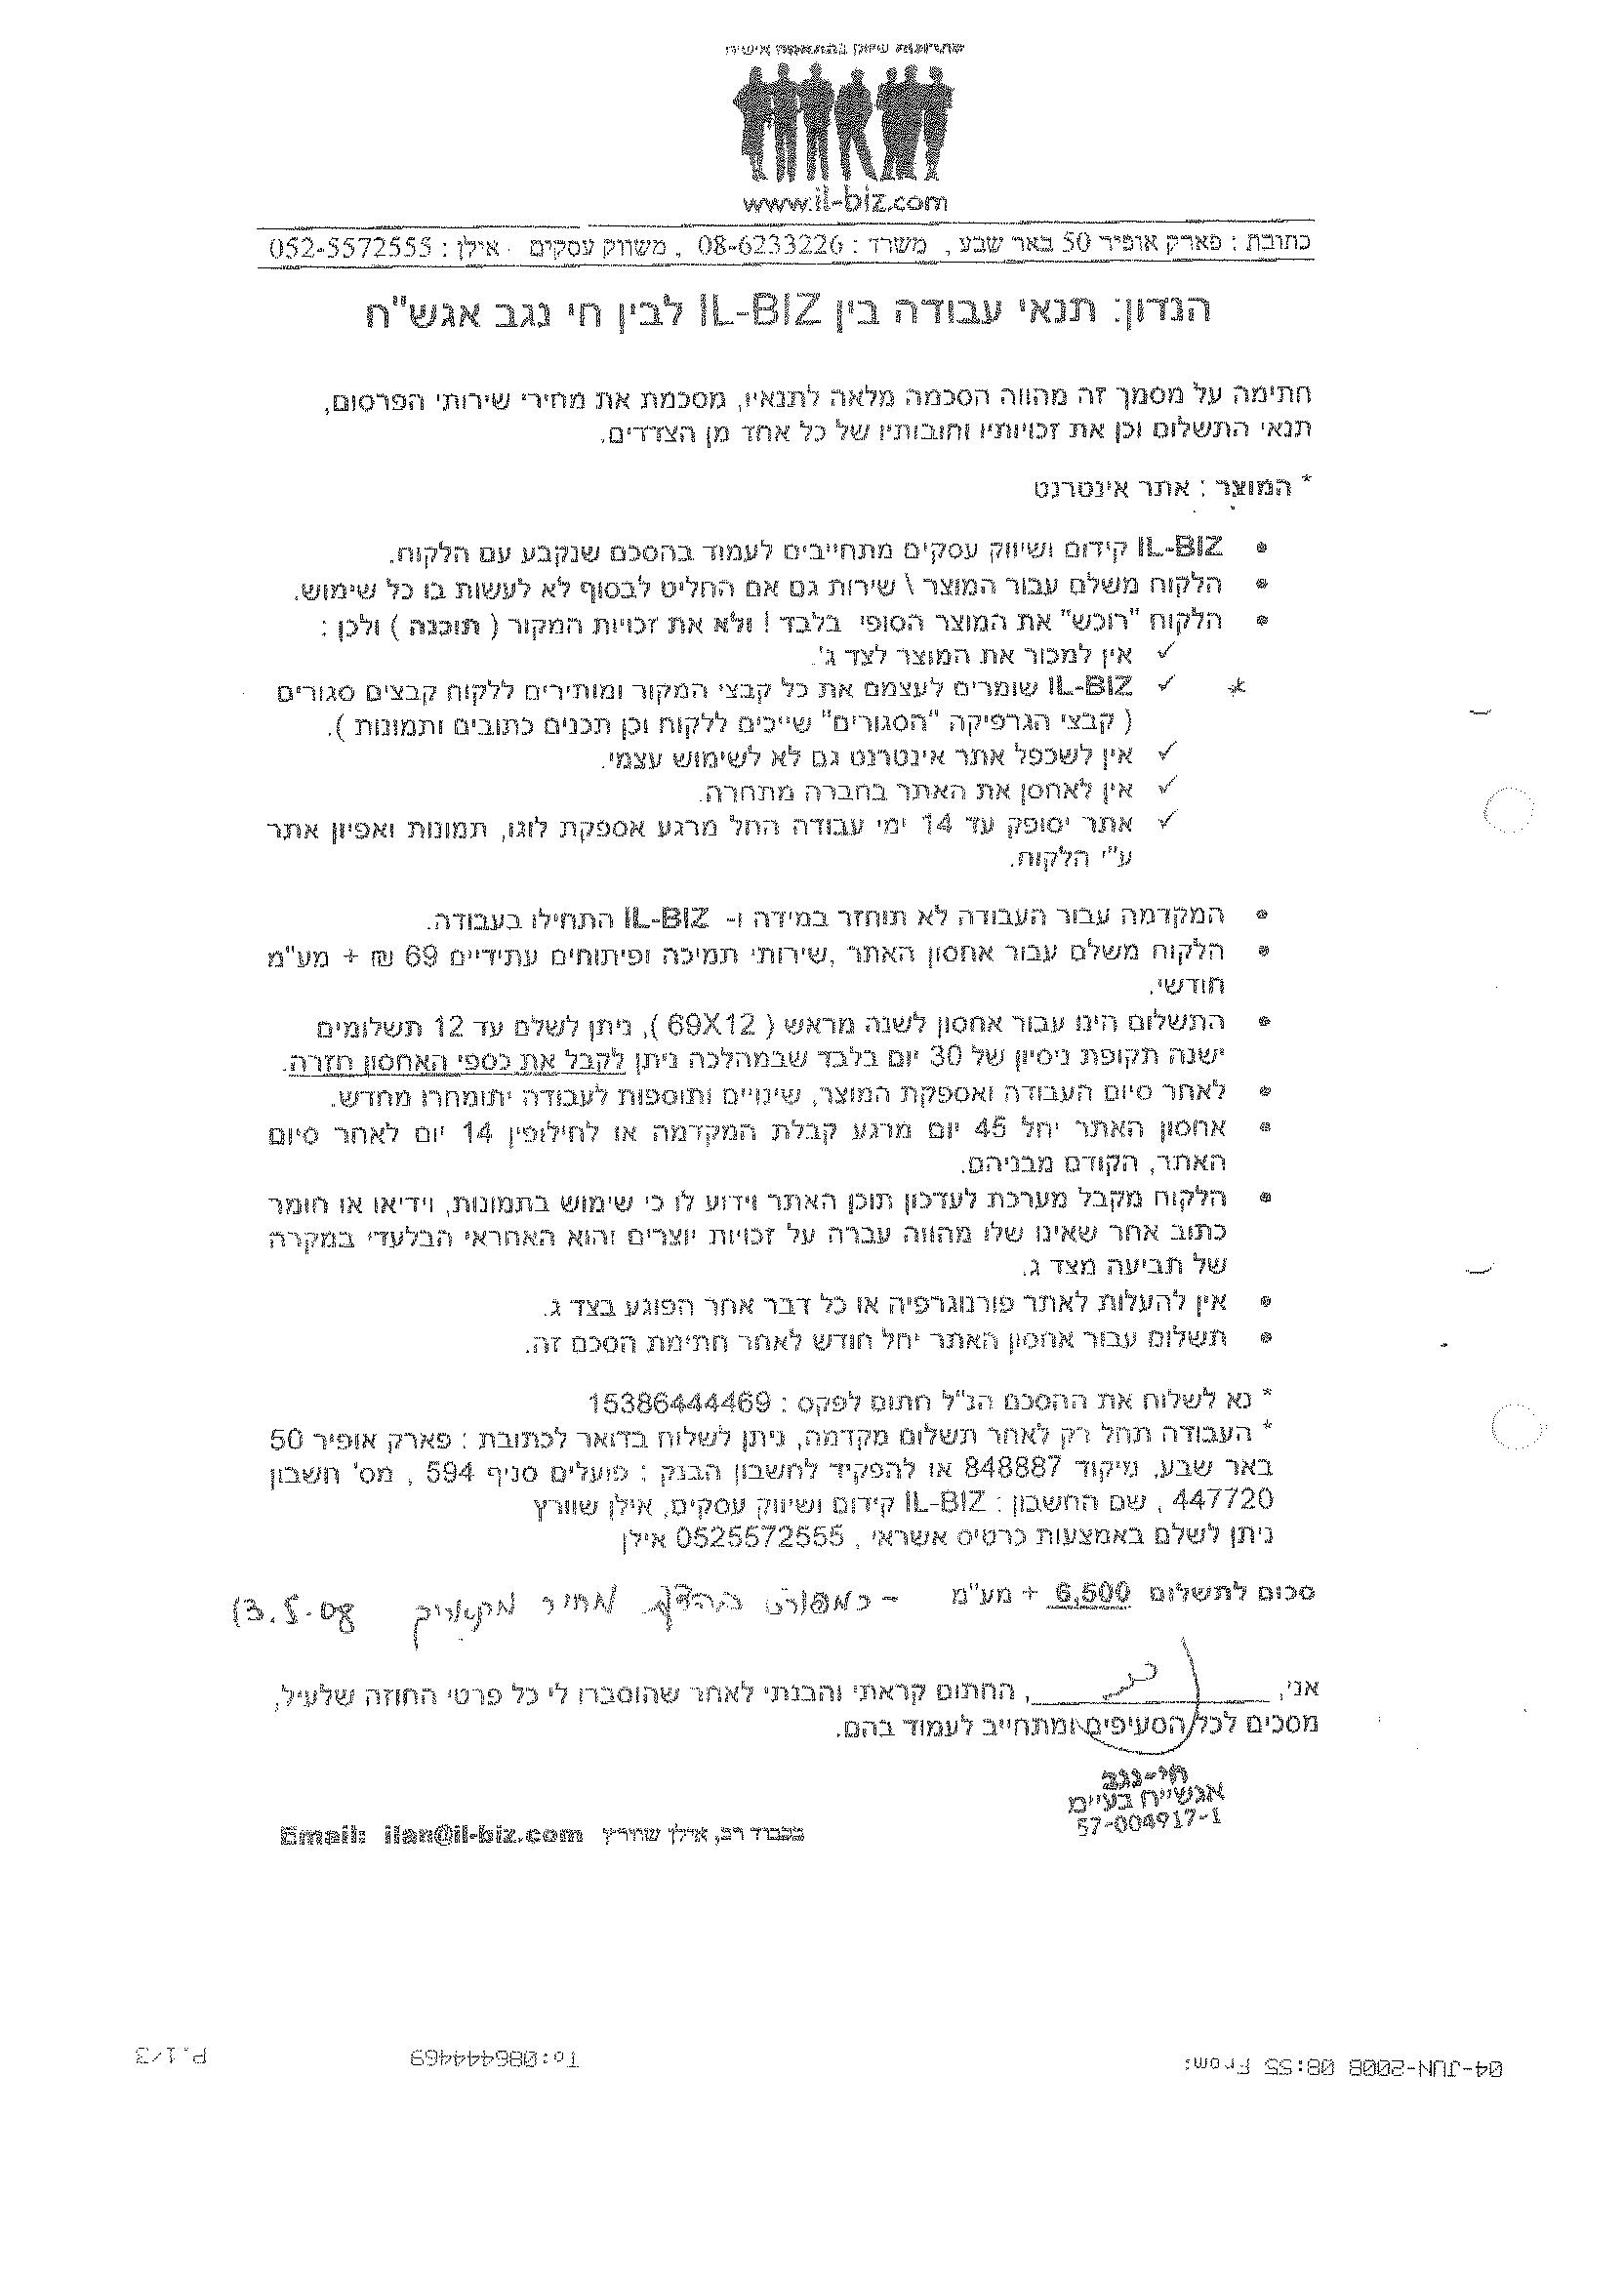 פתרונות שיווק בהתאמה אישית
www.il-biz.com
כתובת : פארק אופיר 50 באר שבע , משרד : 08-6233226 , משווק עסקים - אילן : 052-5572555
הנדון: תנאי עבודה בין IL-BIZ לבין חי נגב אגש"ח
חתימה על מסמך זה מהווה הסכמה מלאה לתנאיו, מסכמת את מחירי שירותי הפרסום,
תנאי התשלום וכן את זכויותיו וחובותיו של כל אחד מן הצדדים.
* המוצר : אתר אינטרנט
• IL-BIZ קידום ושיווק עסקים מתחייבים לעמוד בהסכם שנקבע עם הלקוח.
• הלקוח משלם עבור המוצר \ שירות גם אם החליט לבסוף לא לעשות בו כל שימוש.
• הלקוח "רוכש" את המוצר הסופי בלבד ! ולא את זכויות המקור ( תוכנה ) ולכן :
✓ אין למכור את המוצר לצד ג'.
* ✓ IL-BIZ שומרים לעצמם את כל קבצי המקור ומותירים ללקוח קבצים סגורים
( קבצי הגרפיקה "הסגורים" שייכים ללקוח וכן תכנים כתובים ותמונות ).
✓ אין לשכפל אתר אינטרנט גם לא לשימוש עצמי.
✓ אין לאחסן את האתר בחברה מתחרה.
✓ אתר יסופק עד 14 ימי עבודה החל מרגע אספקת לוגו, תמונות ואפיון אתר
ע"י הלקוח.
• המקדמה עבור העבודה לא תוחזר במידה ו- IL-BIZ התחילו בעבודה.
• הלקוח משלם עבור אחסון האתר ,שירותי תמיכה ופיתוחים עתידיים 69 ₪ + מע"מ
חודשי.
• התשלום הינו עבור אחסון לשנה מראש ( 69X12 ), ניתן לשלם עד 12 תשלומים
ישנה תקופת ניסיון של 30 יום בלבד שבמהלכה ניתן לקבל את כספי האחסון חזרה.
• לאחר סיום העבודה ואספקת המוצר, שינויים ותוספות לעבודה יתומחרו מחדש.
• אחסון האתר יחל 45 יום מרגע קבלת המקדמה או לחילופין 14 יום לאחר סיום
האתר, הקודם מבניהם.
• הלקוח מקבל מערכת לעדכון תוכן האתר וידוע לו כי שימוש בתמונות, וידיאו או חומר
כתוב אחר שאינו שלו מהווה עברה על זכויות יוצרים והוא האחראי הבלעדי במקרה
של תביעה מצד ג.
• אין להעלות לאתר פורנוגרפיה או כל דבר אחר הפוגע בצד ג.
• תשלום עבור אחסון האתר יחל חודש לאחר חתימת הסכם זה.
* נא לשלוח את ההסכם הנ"ל חתום לפקס : 15386444469
* העבודה תחל רק לאחר תשלום מקדמה, ניתן לשלוח בדואר לכתובת : פארק אופיר 50
באר שבע, מיקוד 848887 או להפקיד לחשבון הבנק : פועלים סניף 594 , מס' חשבון
447720 , שם החשבון : IL-BIZ קידום ושיווק עסקים, אילן שוורץ
ניתן לשלם באמצעות כרטיס אשראי , 0525572555 אילן
סכום לתשלום 6,500 + מע"מ - כמפורט בהצעת מחיר מתאריך 13.5.08
אני, ____________, החתום קראתי והבנתי לאחר שהוסברו לי כל פרטי החוזה שלעיל,
מסכים לכל הסעיפים ומתחייב לעמוד בהם.
חי-נגב
אגש"ח בע"מ
57-004917-1
בכבוד רב, אילן שוורץ Email: ilan@il-biz.com
04-JUN-2008 08:55 From: To:086444469 P.1/3